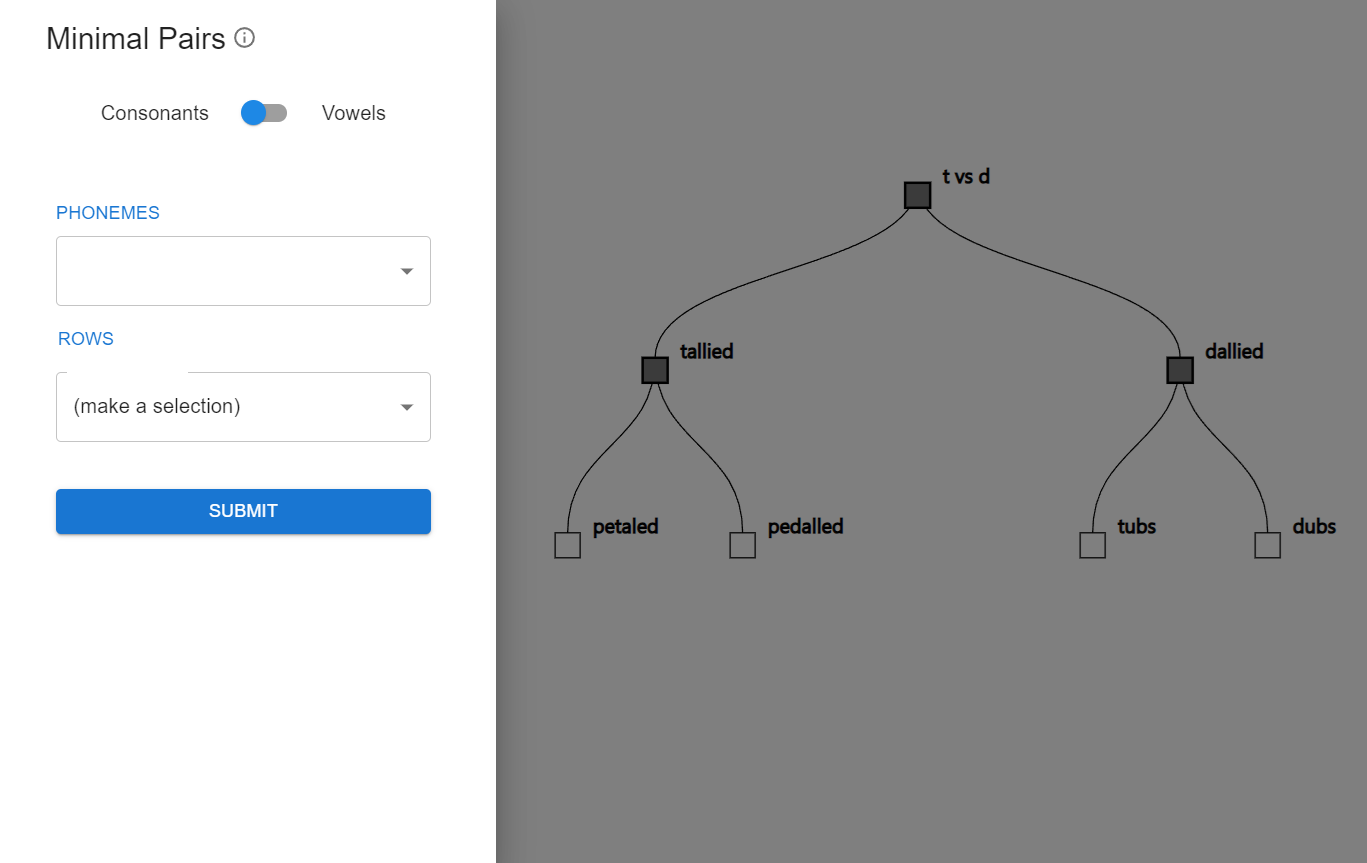 Minimal Pairs
Consonants Vowels
PHONEMES
ROWS
(make a selection)
SUBMIT
t vs d
tallied dallied
petaled pedalled tubs dubs